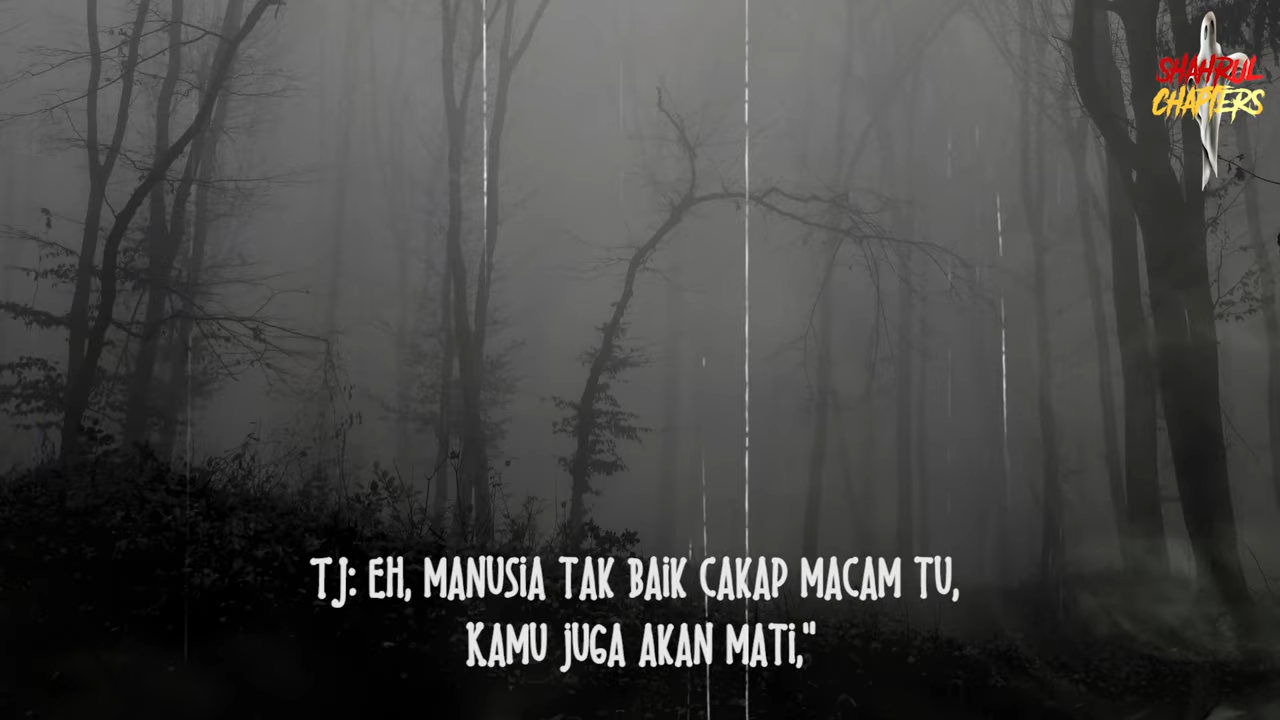 SHAHRUL
CHAPTERS
TJ: EH, MANUSiA TAK BAiK CAKAP MACAM TU,
KAMU JUGA AKAN MATi,"